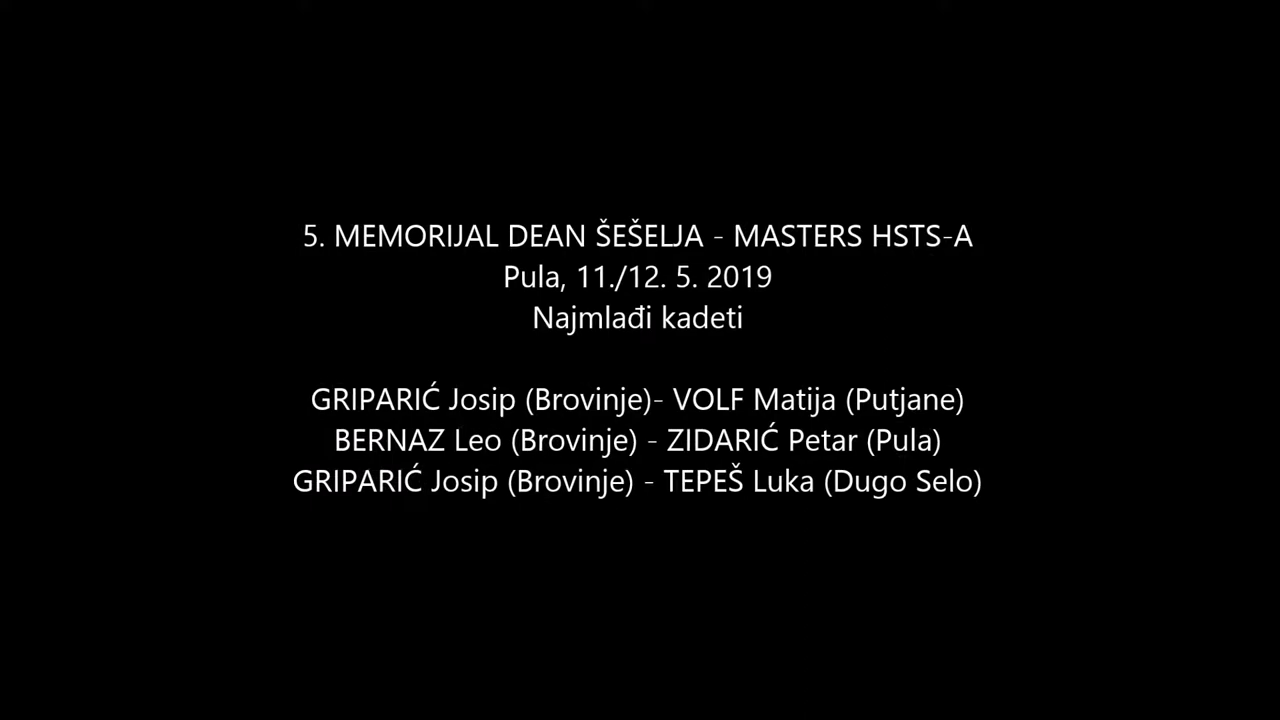 5. MEMORIJAL DEAN ŠEŠELJA - MASTERS HSTS-A
Pula, 11./12. 5. 2019
Najmlađi kadeti
GRIPARIĆ Josip (Brovinje)- VOLF Matija (Putjane)
BERNAZ Leo (Brovinje) - ZIDARIĆ Petar (Pula)
GRIPARIĆ Josip (Brovinje) - TEPEŠ Luka (Dugo Selo)